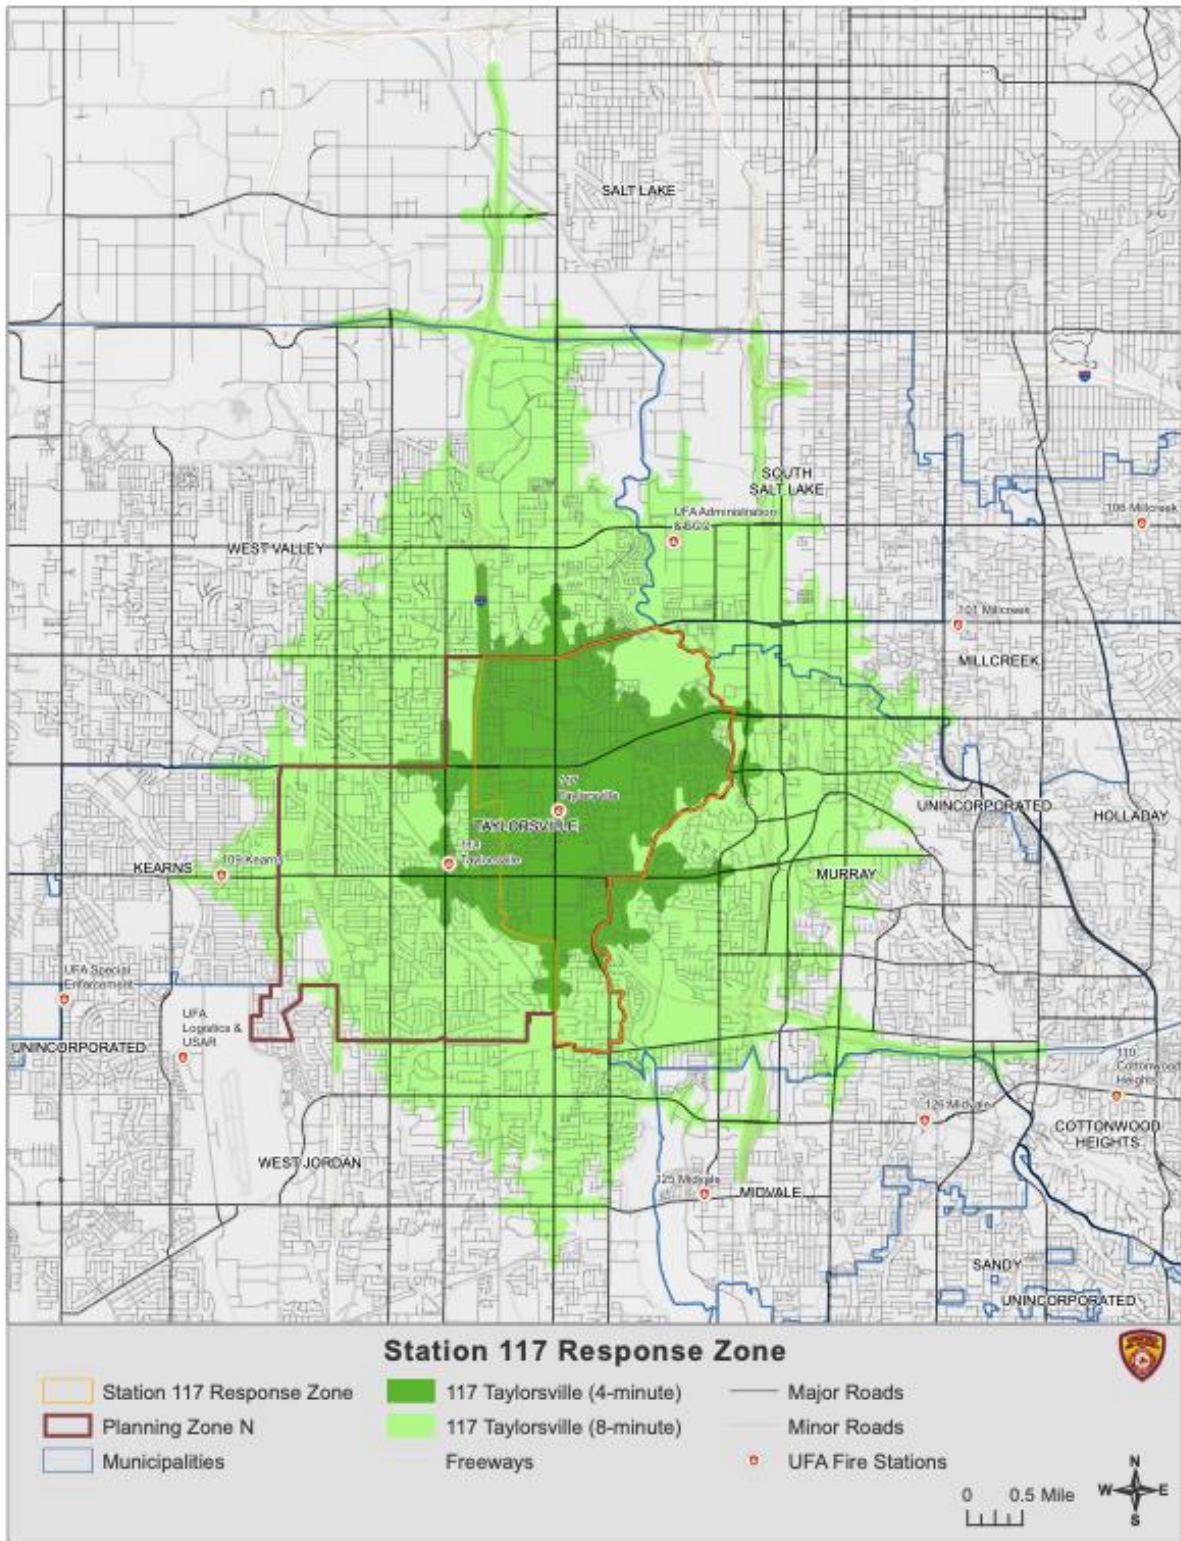 SALT LAKE
SOUTH
SALT LAKE
UFA Administration
106 Millcreek
WEST VALLEY
101 Millcreek
MILLCREEK
117
Taylorsville
TAYLORSVILLE
UNINCORPORATED
HOLLADAY
Taylorsville
KEARNS
109 Kearns
MURRAY
UFA Special
Enforcement
UFA
Logistics &
USAR
UNINCORPORATED
110
Cottonwood
Heights
126 Midvale
COTTONWOOD
HEIGHTS
WEST JORDAN
125 Midvale
MIDVALE
SANDY
UNINCORPORATED
Station 117 Response Zone
Station 117 Response Zone
117 Taylorsville (4-minute)
Major Roads
Planning Zone N
117 Taylorsville (8-minute)
Minor Roads
Municipalities
Freeways
UFA Fire Stations
0 0.5 Mile
N
W E
S